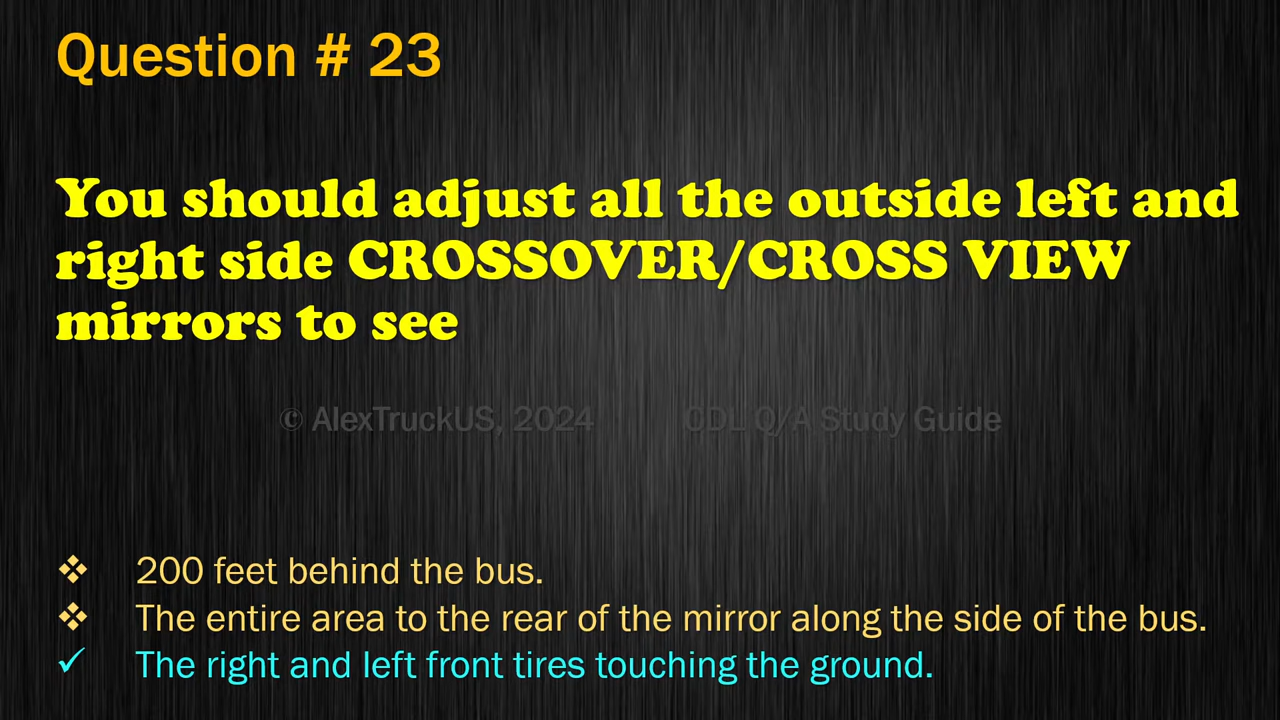 Question # 23
You should adjust all the outside left and
right side CROSSOVER/CROSS VIEW
mirrors to see
© AlexTruckUS, 2024 CDL Q/A Study Guide
❖ 200 feet behind the bus.
❖ The entire area to the rear of the mirror along the side of the bus.
✓ The right and left front tires touching the ground.